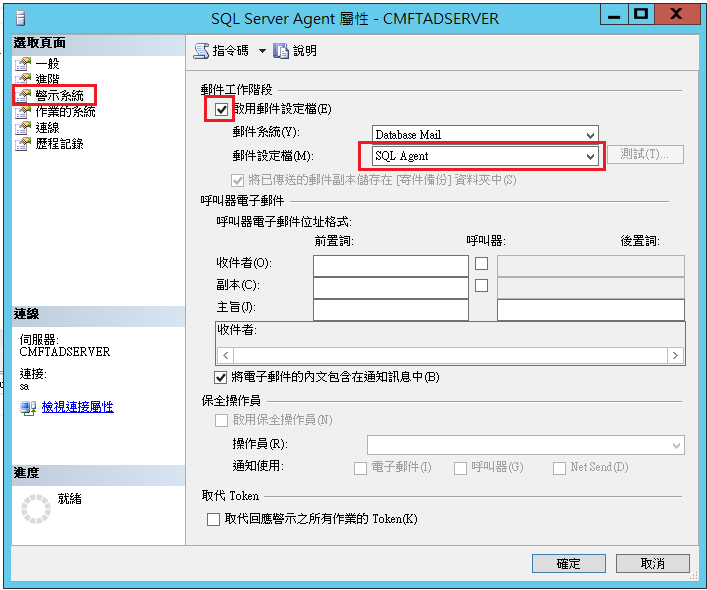 SQL Server Agent 屬性 - CMFTADSERVER
選取頁面
一般
進階
警示系統
作業的系統
連線
歷程記錄
指令碼
說明
郵件工作階段
啟用郵件設定檔(E)
郵件系統(Y):
Database Mail
郵件設定檔(M):
SQL Agent
測試(T)...
將已傳送的郵件副本儲存在 [寄件備份] 資料夾中(S)
呼叫器電子郵件
呼叫器電子郵件位址格式:
前置詞:
呼叫器:
後置詞:
收件者(O):
副本(C):
主旨(J):
收件者:
將電子郵件的內文包含在通知訊息中(B)
保全操作員
啟用保全操作員(N)
操作員(R):
通知使用:
電子郵件(I)
呼叫器(G)
Net Send(D)
取代 Token
取代回應警示之所有作業的 Token(K)
連線
伺服器:
CMFTADSERVER
連接:
sa
檢視連接屬性
進度
就緒
確定
取消